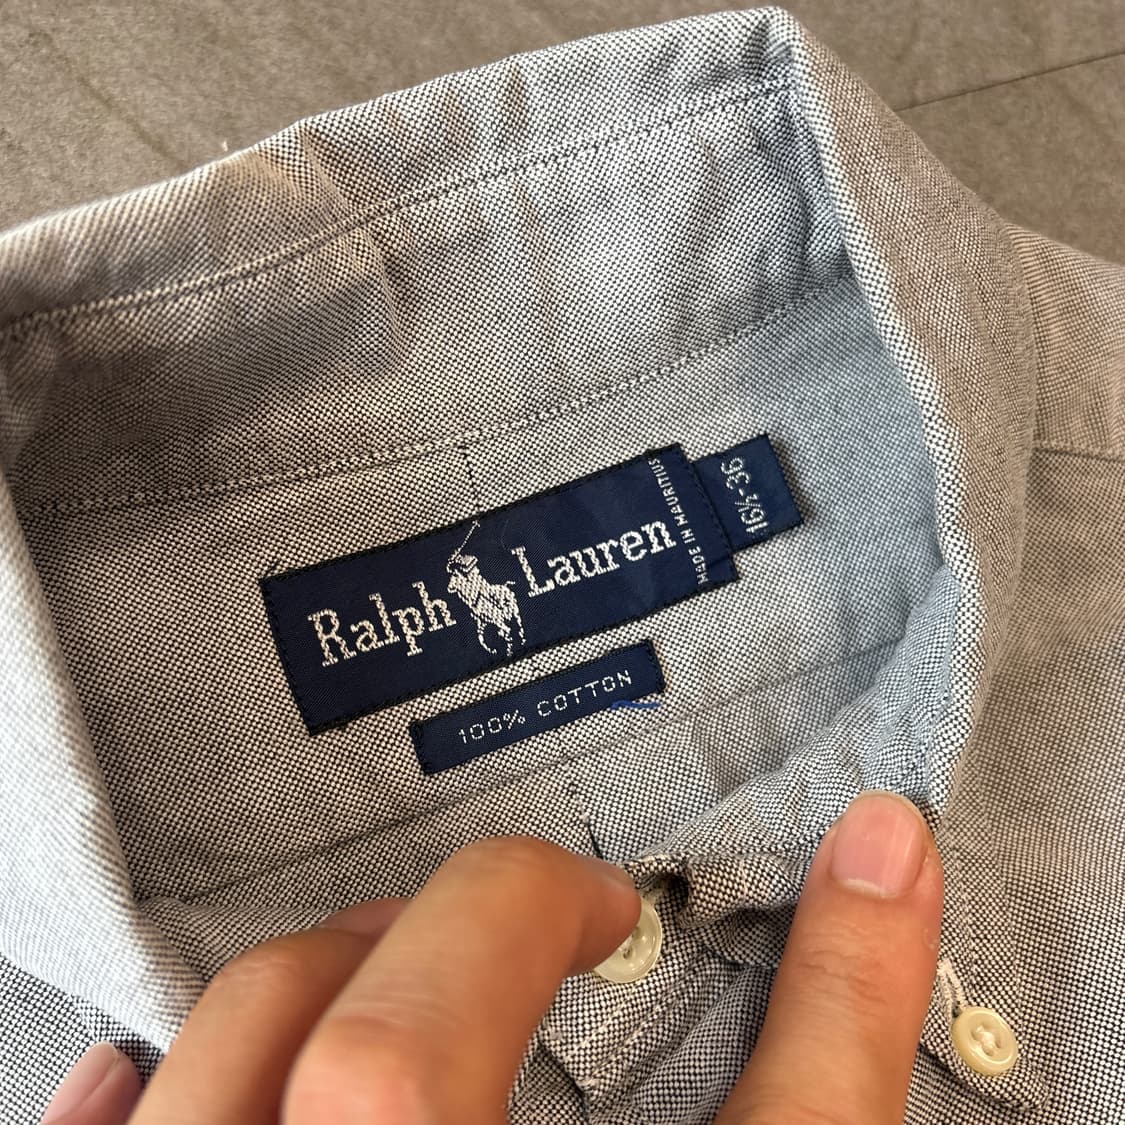 Ralph Lauren
MADE IN MAURITIUS
16½-36
100% COTTON